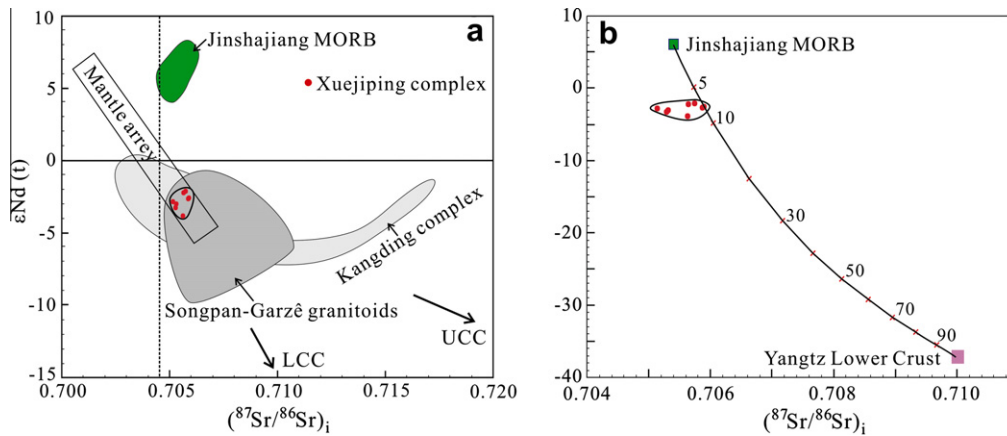 a
10
5
0
-5
-10
-15
εNd (t)
Jinshajiang MORB
Xuejiping complex
Mantle arrey
Kangding complex
Songpan-Garzê granitoids
UCC
LCC
0.700 0.705 0.710 0.715 0.720
(⁸⁷Sr/⁸⁶Sr)i
b
10
0
-10
-20
-30
-40
Jinshajiang MORB
5
10
30
50
70
90
Yangtz Lower Crust
0.704 0.706 0.708 0.710
(⁸⁷Sr/⁸⁶Sr)i